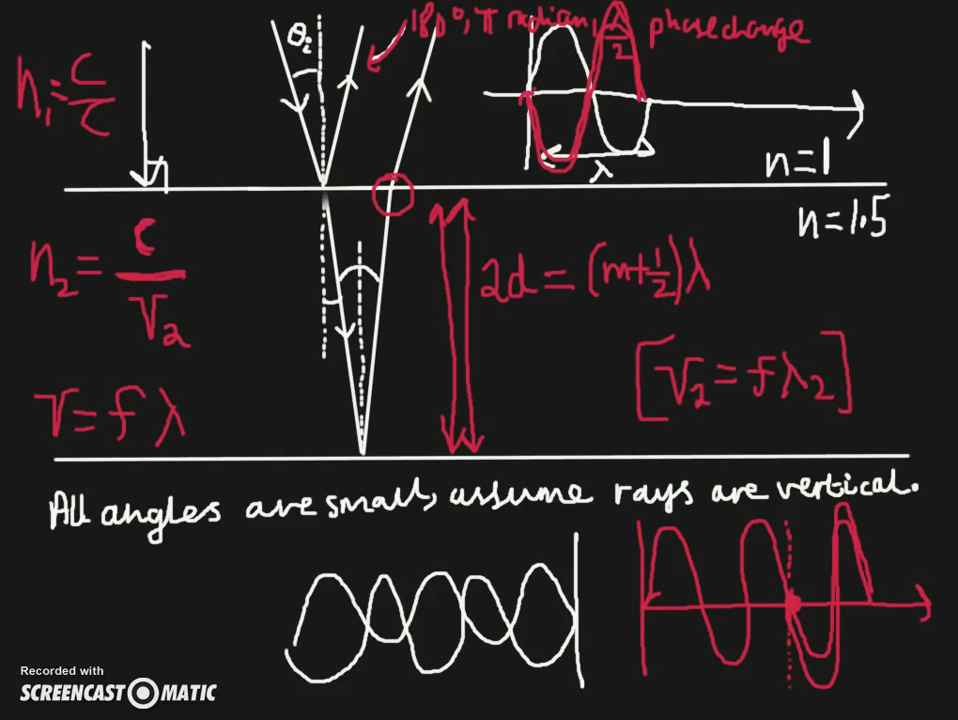 180°, π radian, λ/2 phase change
θi
n₁ = c/c
λ
n=1
n=1.5
n₂ = c/v₂
2d = (m+1/2)λ
[v₂ = fλ₂]
v = fλ
All angles are small, assume rays are vertical.
Recorded with
SCREENCAST O MATIC